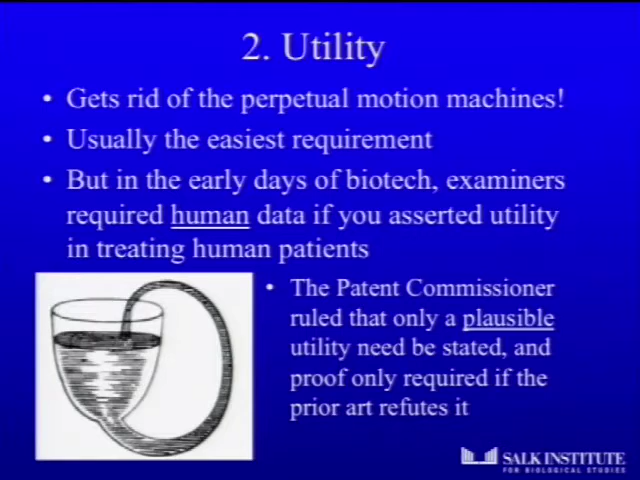 2. Utility
• Gets rid of the perpetual motion machines!
• Usually the easiest requirement
• But in the early days of biotech, examiners
required human data if you asserted utility
in treating human patients
• The Patent Commissioner
ruled that only a plausible
utility need be stated, and
proof only required if the
prior art refutes it
SALK INSTITUTE
FOR BIOLOGICAL STUDIES